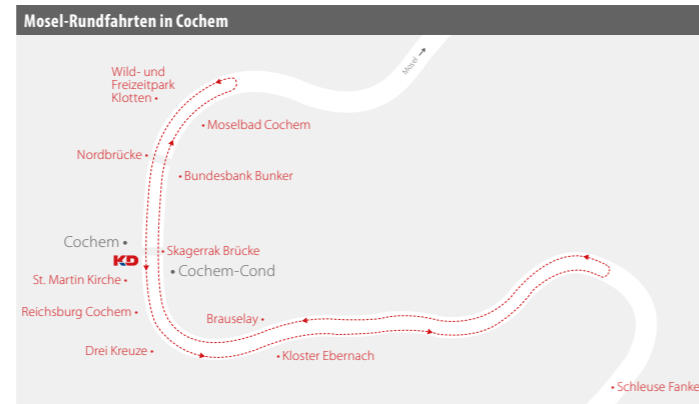 Mosel-Rundfahrten in Cochem
Mosel →
Wild- und
Freizeitpark
Klotten •
• Moselbad Cochem
Nordbrücke •
• Bundesbank Bunker
Cochem •
• Skagerrak Brücke
KD
• Cochem-Cond
St. Martin Kirche •
Reichsburg Cochem •
Brauselay •
Drei Kreuze •
• Kloster Ebernach
• Schleuse Fankel